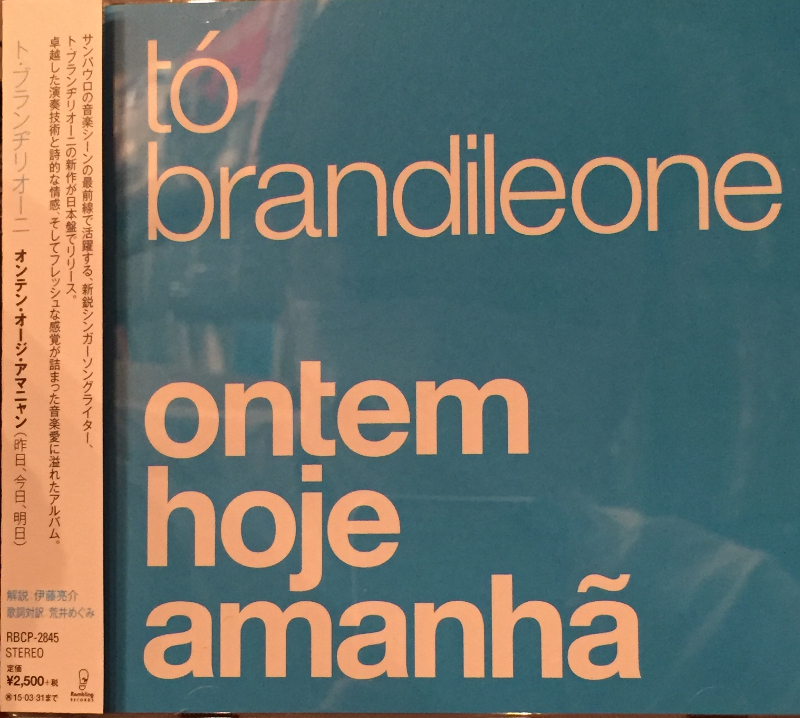 tó
brandileone
ontem
hoje
amanhã
サンパウロの音楽シーンの最前線で活躍する、新鋭シンガーソングライター、
ト・ブランヂリオーニの新作が日本盤でリリース。
卓越した演奏技術と詩的な情感、そしてフレッシュな感覚が詰まった音楽愛に溢れたアルバム。
ト・ブランヂリオーニ オンテン・オージ・アマニャン(昨日、今日、明日)
解説:伊藤亮介
歌詞対訳:荒井めぐみ
RBCP-2845
STEREO
定価
¥2,500+税
㋐15·03·31まで
Rambling
RECORDS